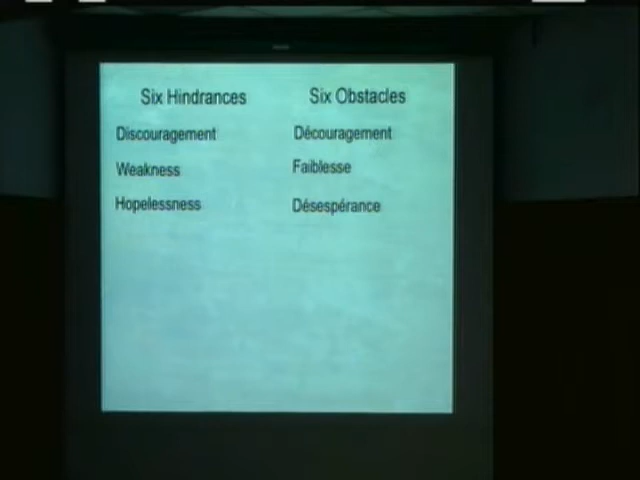 Six Hindrances Six Obstacles
Discouragement Découragement
Weakness Faiblesse
Hopelessness Désespérance